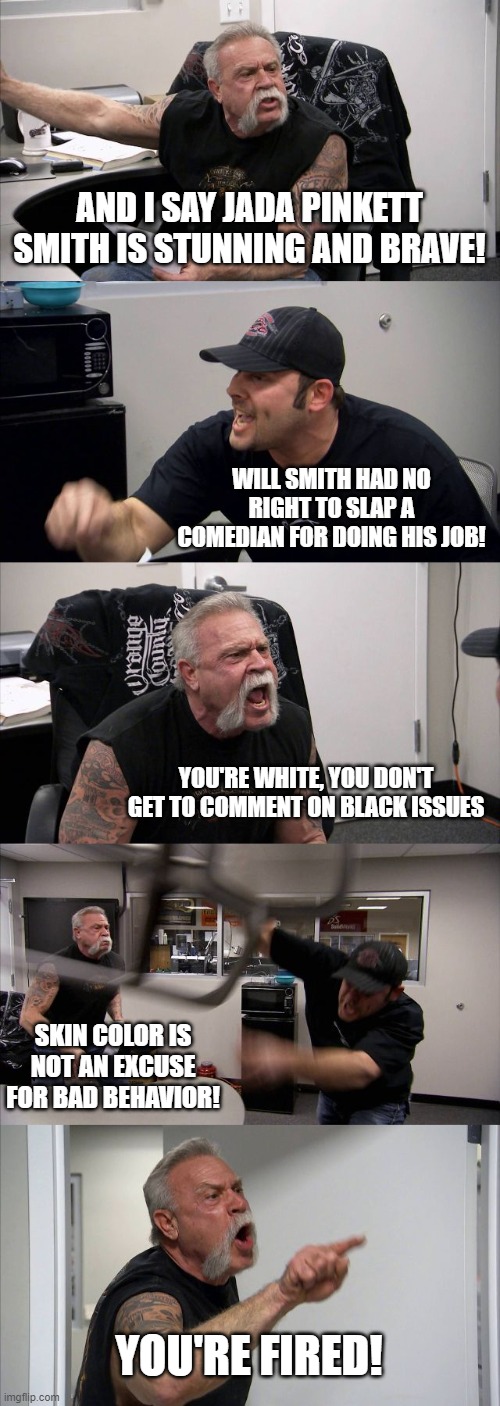 AND I SAY JADA PINKETT
SMITH IS STUNNING AND BRAVE!
WILL SMITH HAD NO
RIGHT TO SLAP A
COMEDIAN FOR DOING HIS JOB!
Orange
County
YOU'RE WHITE, YOU DON'T
GET TO COMMENT ON BLACK ISSUES
SKIN COLOR IS
NOT AN EXCUSE
FOR BAD BEHAVIOR!
YOU'RE FIRED!
imgflip.com